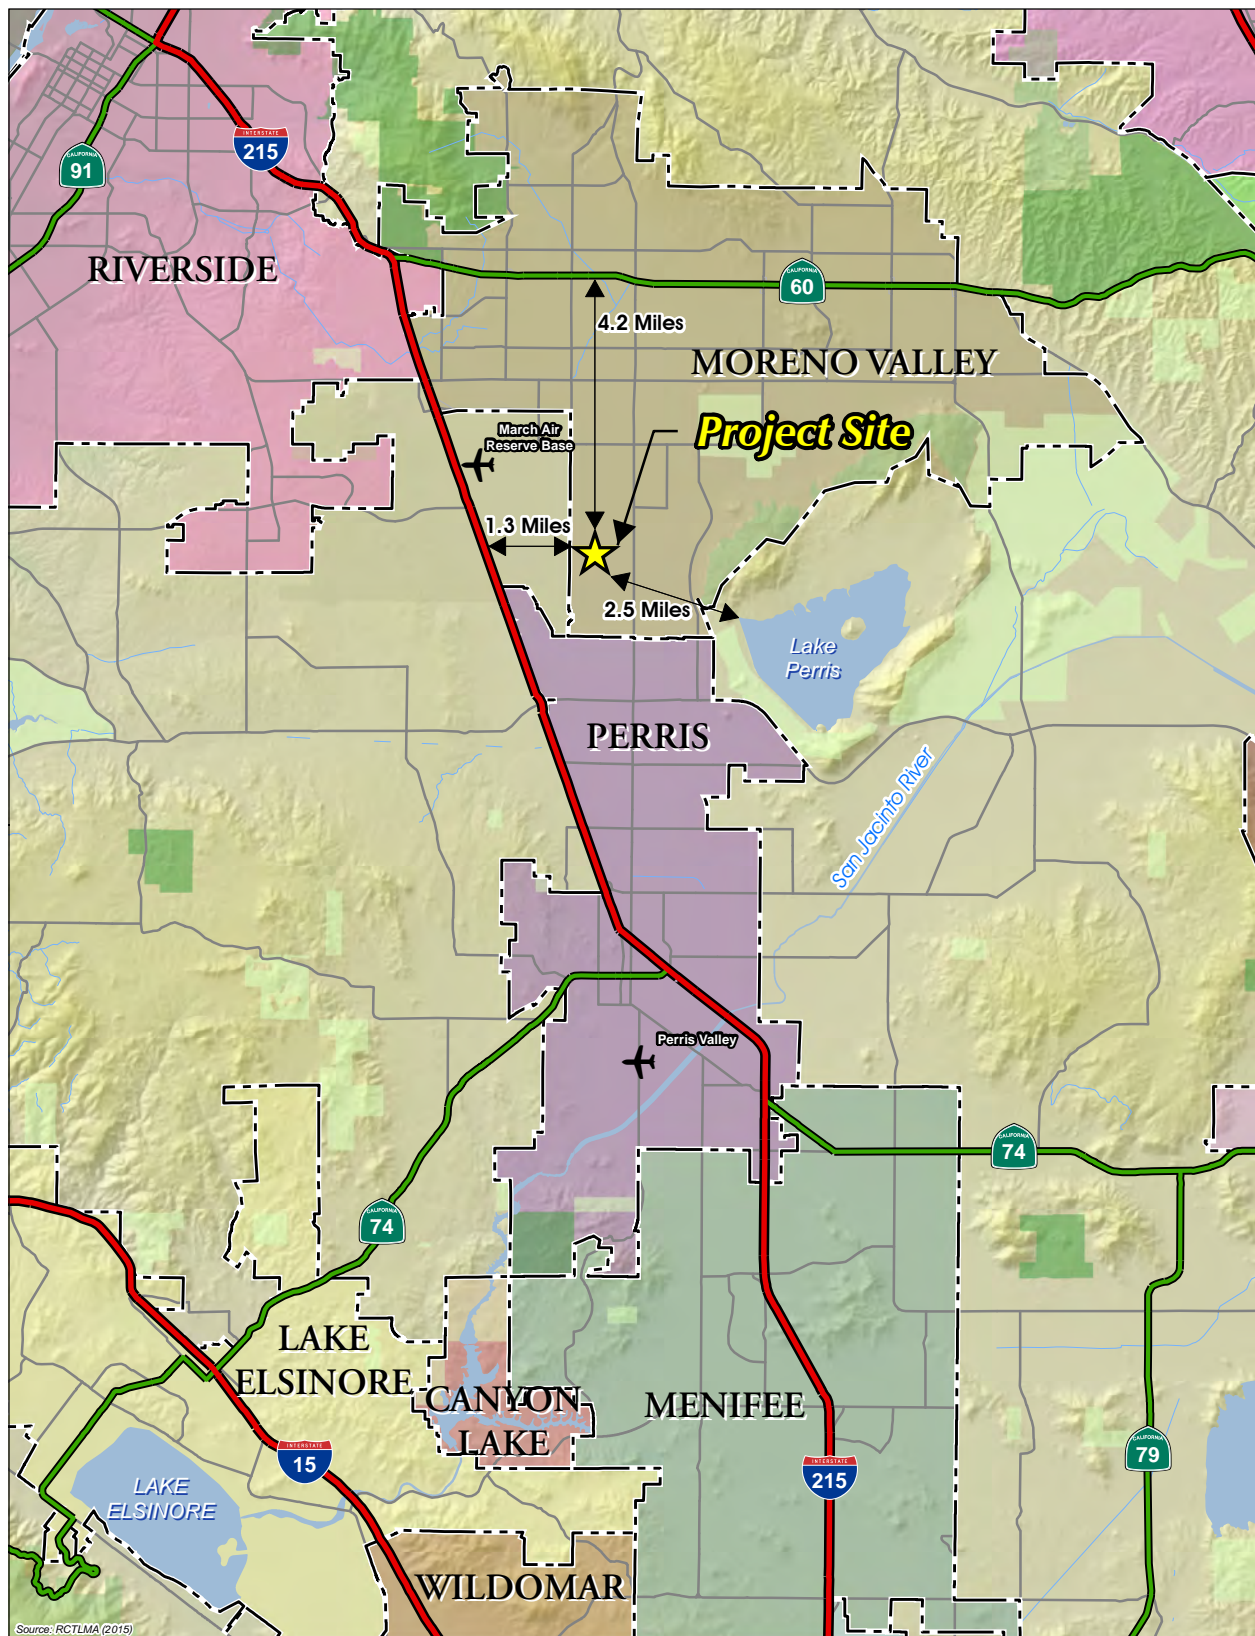 INTERSTATE
215
CALIFORNIA
91
RIVERSIDE
CALIFORNIA
60
4.2 Miles
MORENO VALLEY
March Air
Reserve Base
Project Site
1.3 Miles
2.5 Miles
Lake
Perris
PERRIS
San Jacinto River
Perris Valley
CALIFORNIA
74
CALIFORNIA
74
LAKE
ELSINORE
CANYON
LAKE
MENIFEE
INTERSTATE
15
INTERSTATE
215
CALIFORNIA
79
LAKE
ELSINORE
WILDOMAR
Source: RCTLMA (2015)